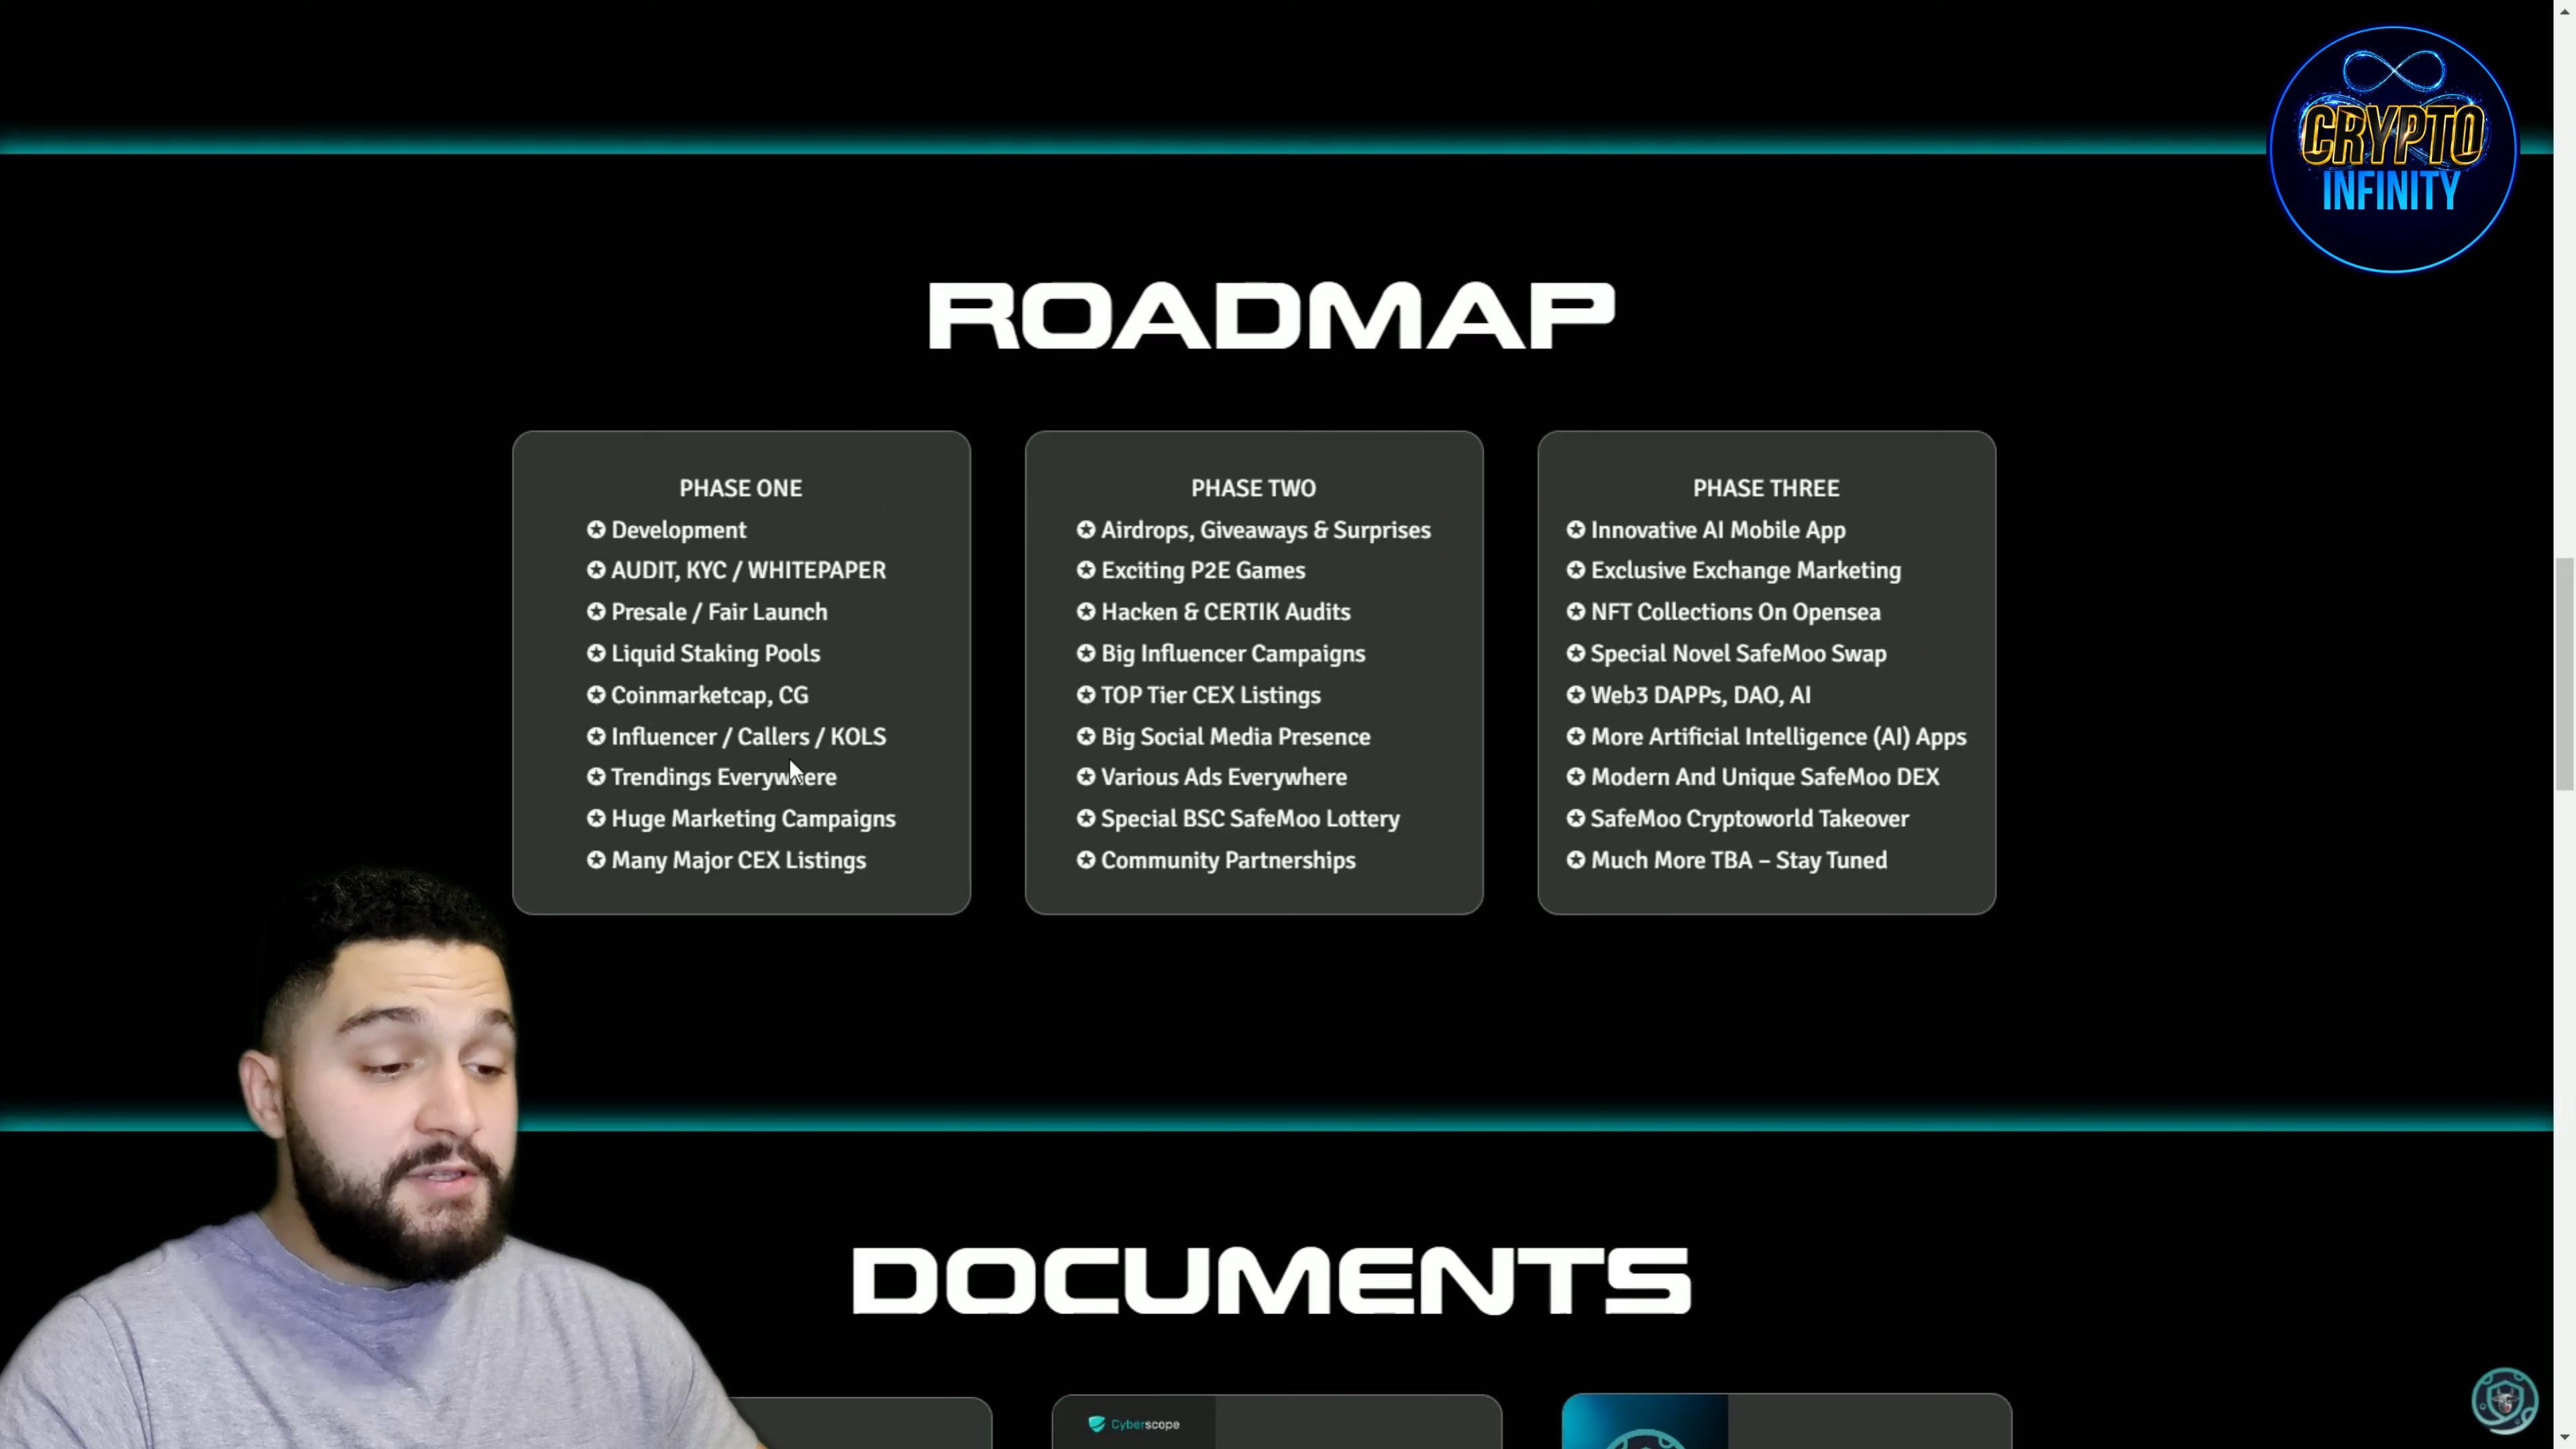 CRYPTO
INFINITY
ROADMAP
PHASE ONE
Development
AUDIT, KYC / WHITEPAPER
Presale / Fair Launch
Liquid Staking Pools
Coinmarketcap, CG
Influencer / Callers / KOLS
Trendings Everywhere
Huge Marketing Campaigns
Many Major CEX Listings
PHASE TWO
Airdrops, Giveaways & Surprises
Exciting P2E Games
Hacken & CERTIK Audits
Big Influencer Campaigns
TOP Tier CEX Listings
Big Social Media Presence
Various Ads Everywhere
Special BSC SafeMoo Lottery
Community Partnerships
PHASE THREE
Innovative AI Mobile App
Exclusive Exchange Marketing
NFT Collections On Opensea
Special Novel SafeMoo Swap
Web3 DAPPs, DAO, AI
More Artificial Intelligence (AI) Apps
Modern And Unique SafeMoo DEX
SafeMoo Cryptoworld Takeover
Much More TBA – Stay Tuned
DOCUMENTS
Cyberscope